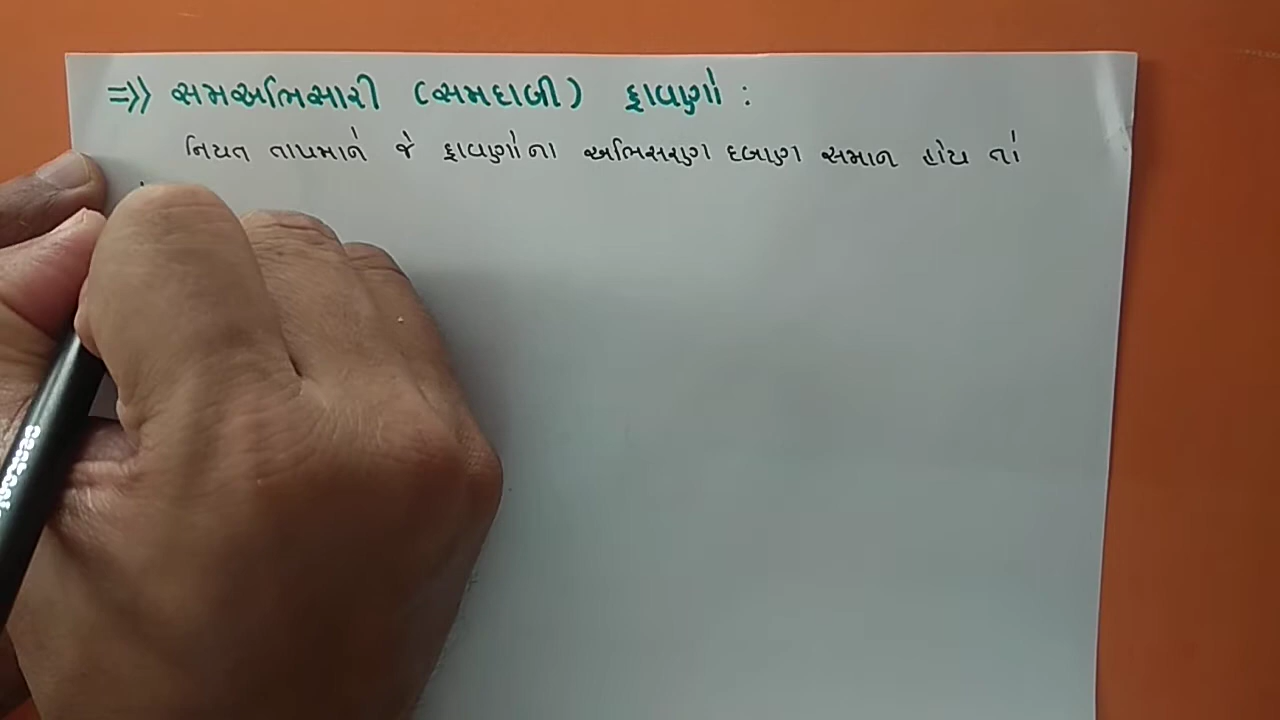 =>> સમઅભિસારી (સમદાબી) દ્રાવણો :
નિયત તાપમાને જે દ્રાવણોના અભિસરણ દબાણ સમાન હોય તો